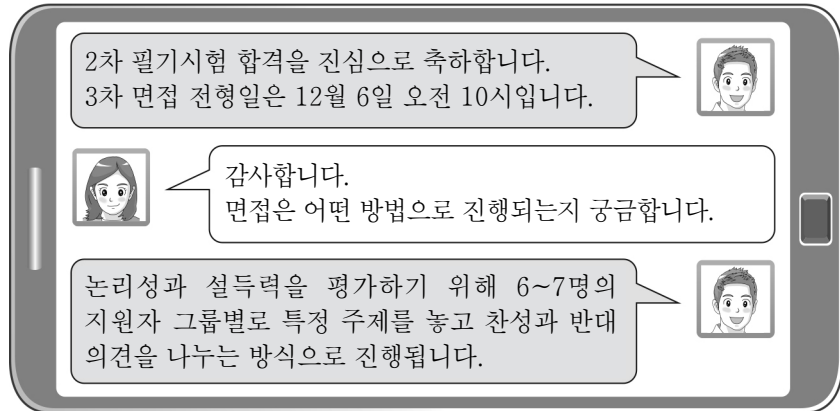 2차 필기시험 합격을 진심으로 축하합니다.
3차 면접 전형일은 12월 6일 오전 10시입니다.
감사합니다.
면접은 어떤 방법으로 진행되는지 궁금합니다.
논리성과 설득력을 평가하기 위해 6~7명의
지원자 그룹별로 특정 주제를 놓고 찬성과 반대
의견을 나누는 방식으로 진행됩니다.